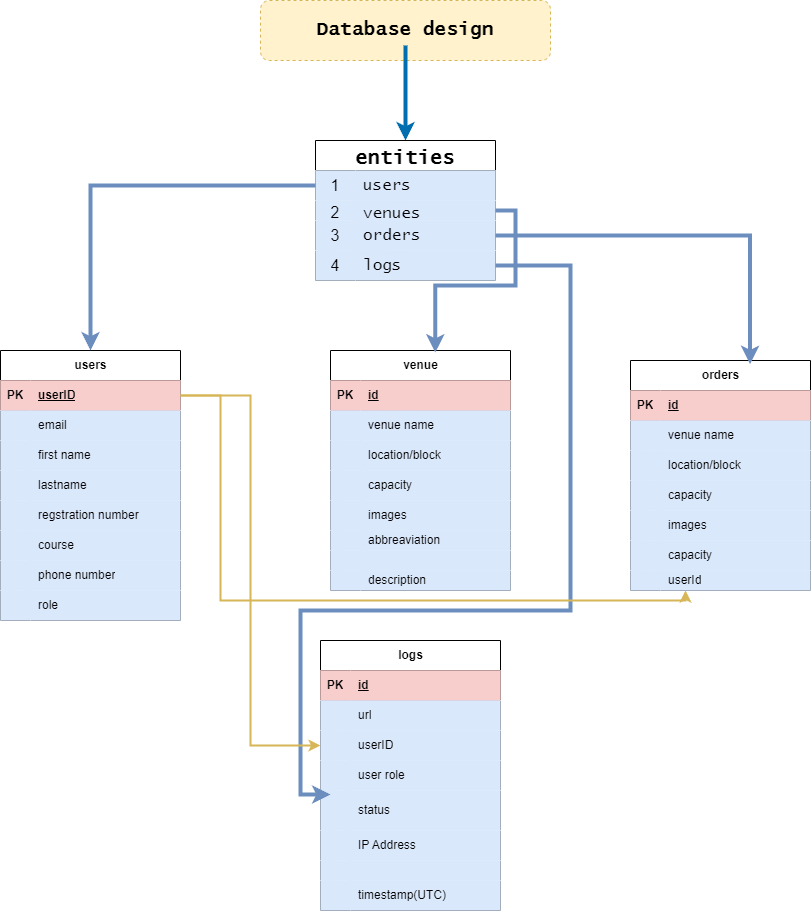 Database design
entities
1 users
2 venues
3 orders
4 logs
users
PK userID
email
first name
lastname
regstration number
course
phone number
role
venue
PK id
venue name
location/block
capacity
images
abbreaviation
description
orders
PK id
venue name
location/block
capacity
images
capacity
userId
logs
PK id
url
userID
user role
status
IP Address
timestamp(UTC)